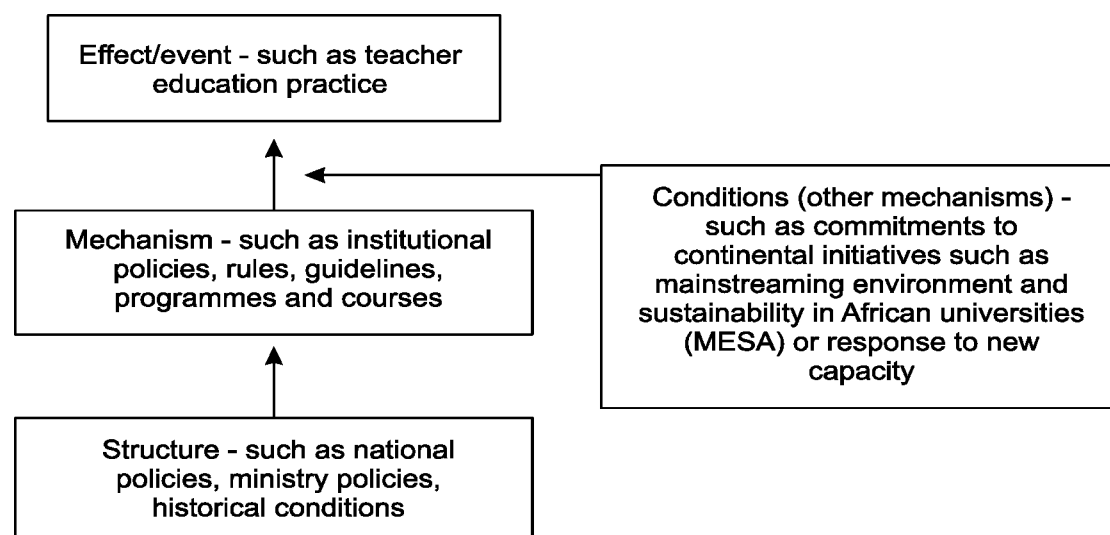 Effect/event - such as teacher
education practice
Conditions (other mechanisms) -
such as commitments to
continental initiatives such as
mainstreaming environment and
sustainability in African universities
(MESA) or response to new
capacity
Mechanism - such as institutional
policies, rules, guidelines,
programmes and courses
Structure - such as national
policies, ministry policies,
historical conditions